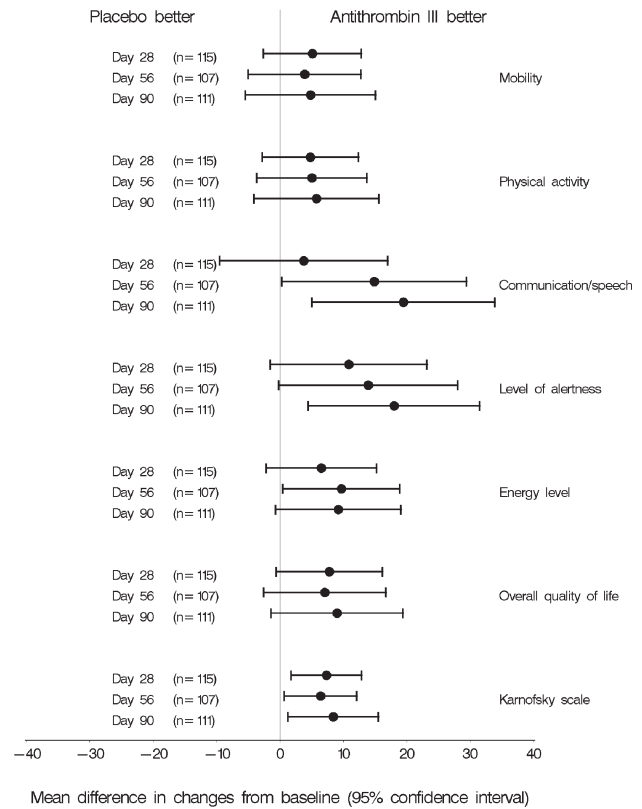 Placebo better Antithrombin III better
Day 28 (n= 115)
Day 56 (n= 107) Mobility
Day 90 (n= 111)
Day 28 (n= 115)
Day 56 (n= 107) Physical activity
Day 90 (n= 111)
Day 28 (n= 115)
Day 56 (n= 107) Communication/speech
Day 90 (n= 111)
Day 28 (n= 115)
Day 56 (n= 107) Level of alertness
Day 90 (n= 111)
Day 28 (n= 115)
Day 56 (n= 107) Energy level
Day 90 (n= 111)
Day 28 (n= 115)
Day 56 (n= 107) Overall quality of life
Day 90 (n= 111)
Day 28 (n= 115)
Day 56 (n= 107) Karnofsky scale
Day 90 (n= 111)
−40 −30 −20 −10 0 10 20 30 40
Mean difference in changes from baseline (95% confidence interval)